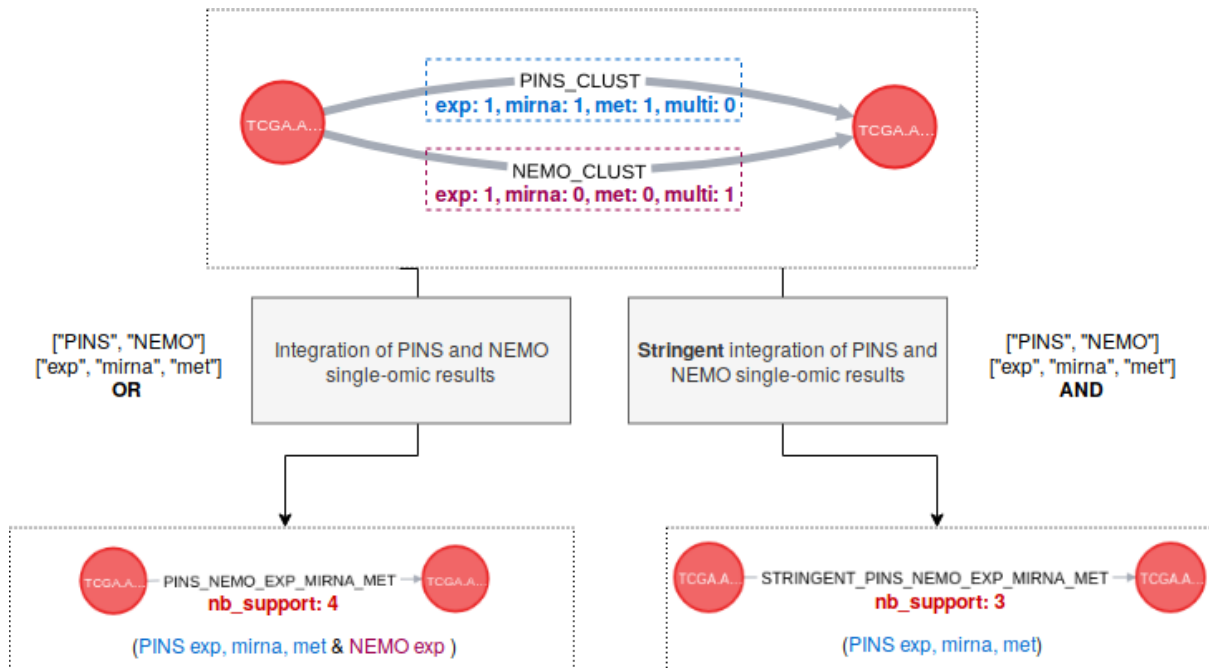 PINS_CLUST
exp: 1, mirna: 1, met: 1, multi: 0
TCGA.A...
TCGA.A...
NEMO_CLUST
exp: 1, mirna: 0, met: 0, multi: 1
["PINS", "NEMO"]
["exp", "mirna", "met"]
OR
Integration of PINS and NEMO
single-omic results
Stringent integration of PINS and
NEMO single-omic results
["PINS", "NEMO"]
["exp", "mirna", "met"]
AND
TCGA.A...
PINS_NEMO_EXP_MIRNA_MET
TCGA.A...
nb_support: 4
(PINS exp, mirna, met & NEMO exp )
TCGA.A...
STRINGENT_PINS_NEMO_EXP_MIRNA_MET
TCGA.A...
nb_support: 3
(PINS exp, mirna, met)